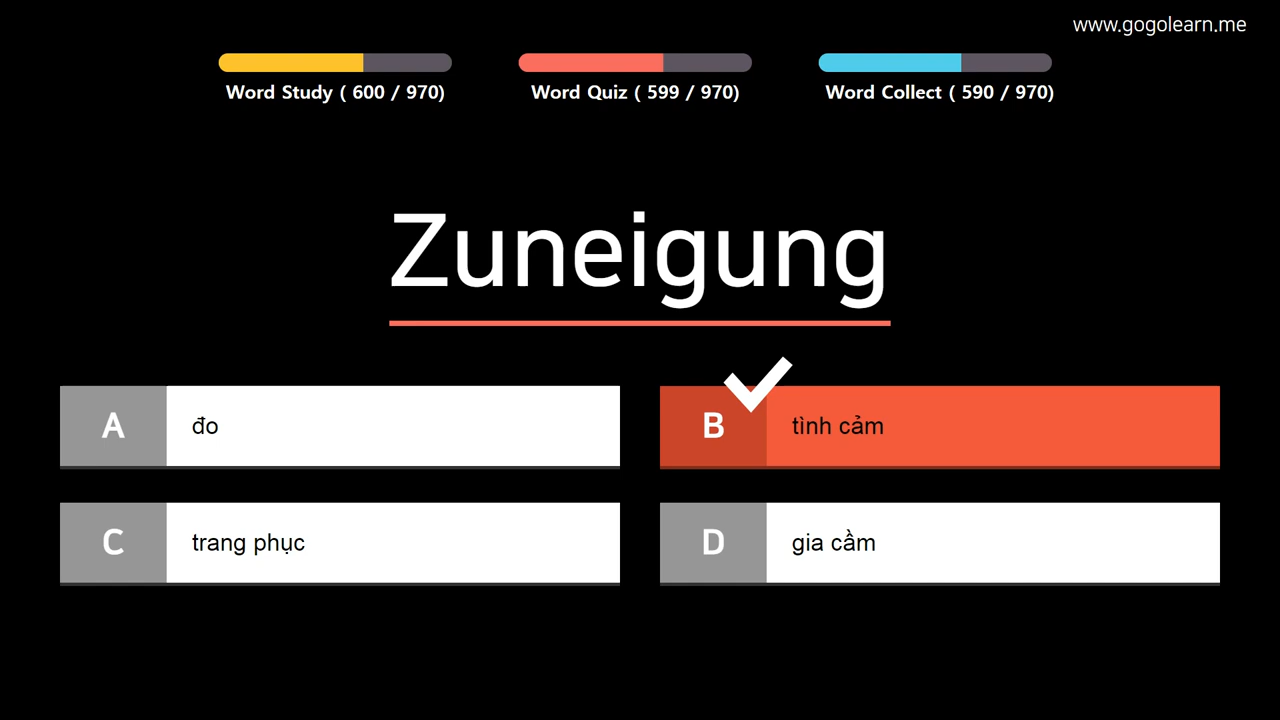 www.gogolearn.me
Word Study ( 600 / 970)
Word Quiz ( 599 / 970)
Word Collect ( 590 / 970)
Zuneigung
A
đo
B
tình cảm
C
trang phục
D
gia cầm